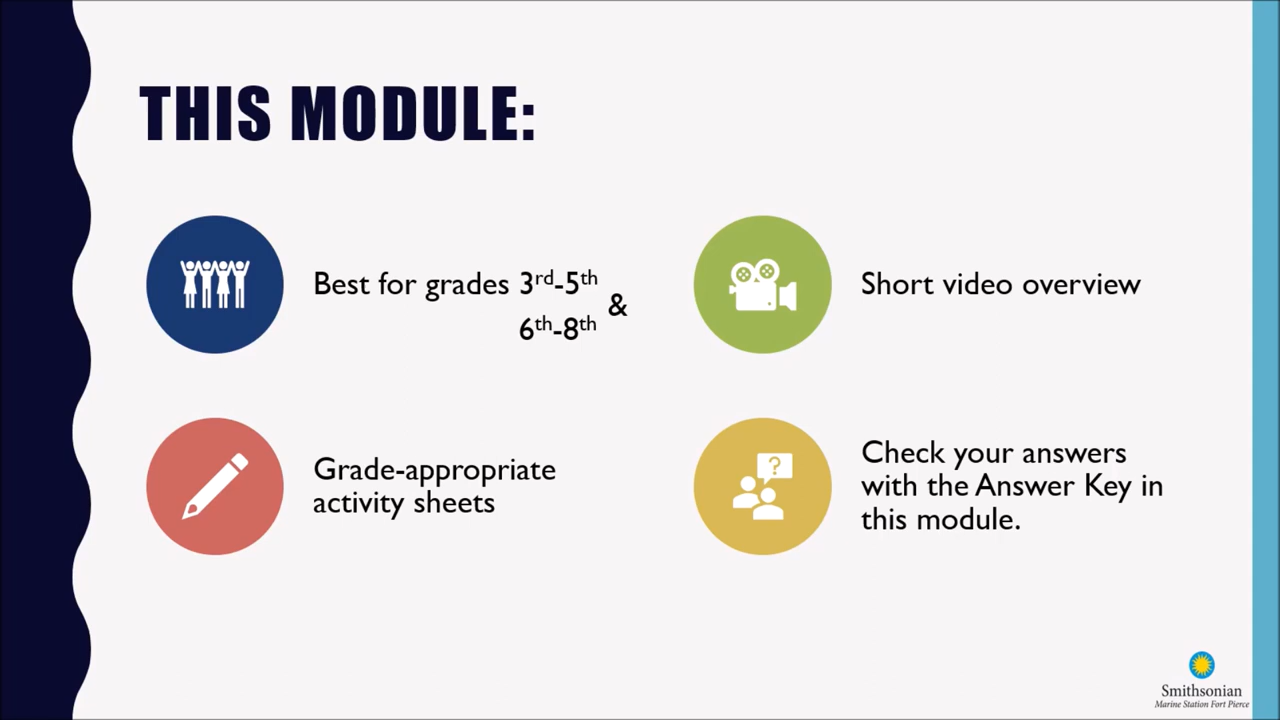 THIS MODULE:
Best for grades 3rd-5th
&
6th-8th
Short video overview
Grade-appropriate
activity sheets
?
Check your answers
with the Answer Key in
this module.
Smithsonian
Marine Station Fort Pierce